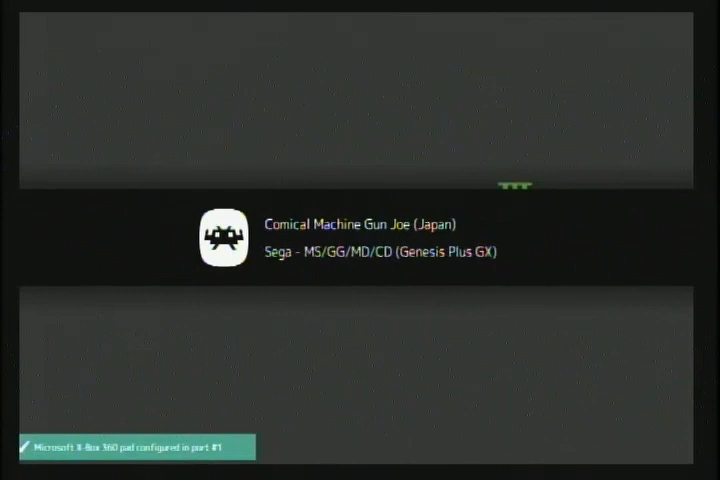 Comical Machine Gun Joe (Japan)
Sega - MS/GG/MD/CD (Genesis Plus GX)
Microsoft X-Box 360 pad configured in port #1